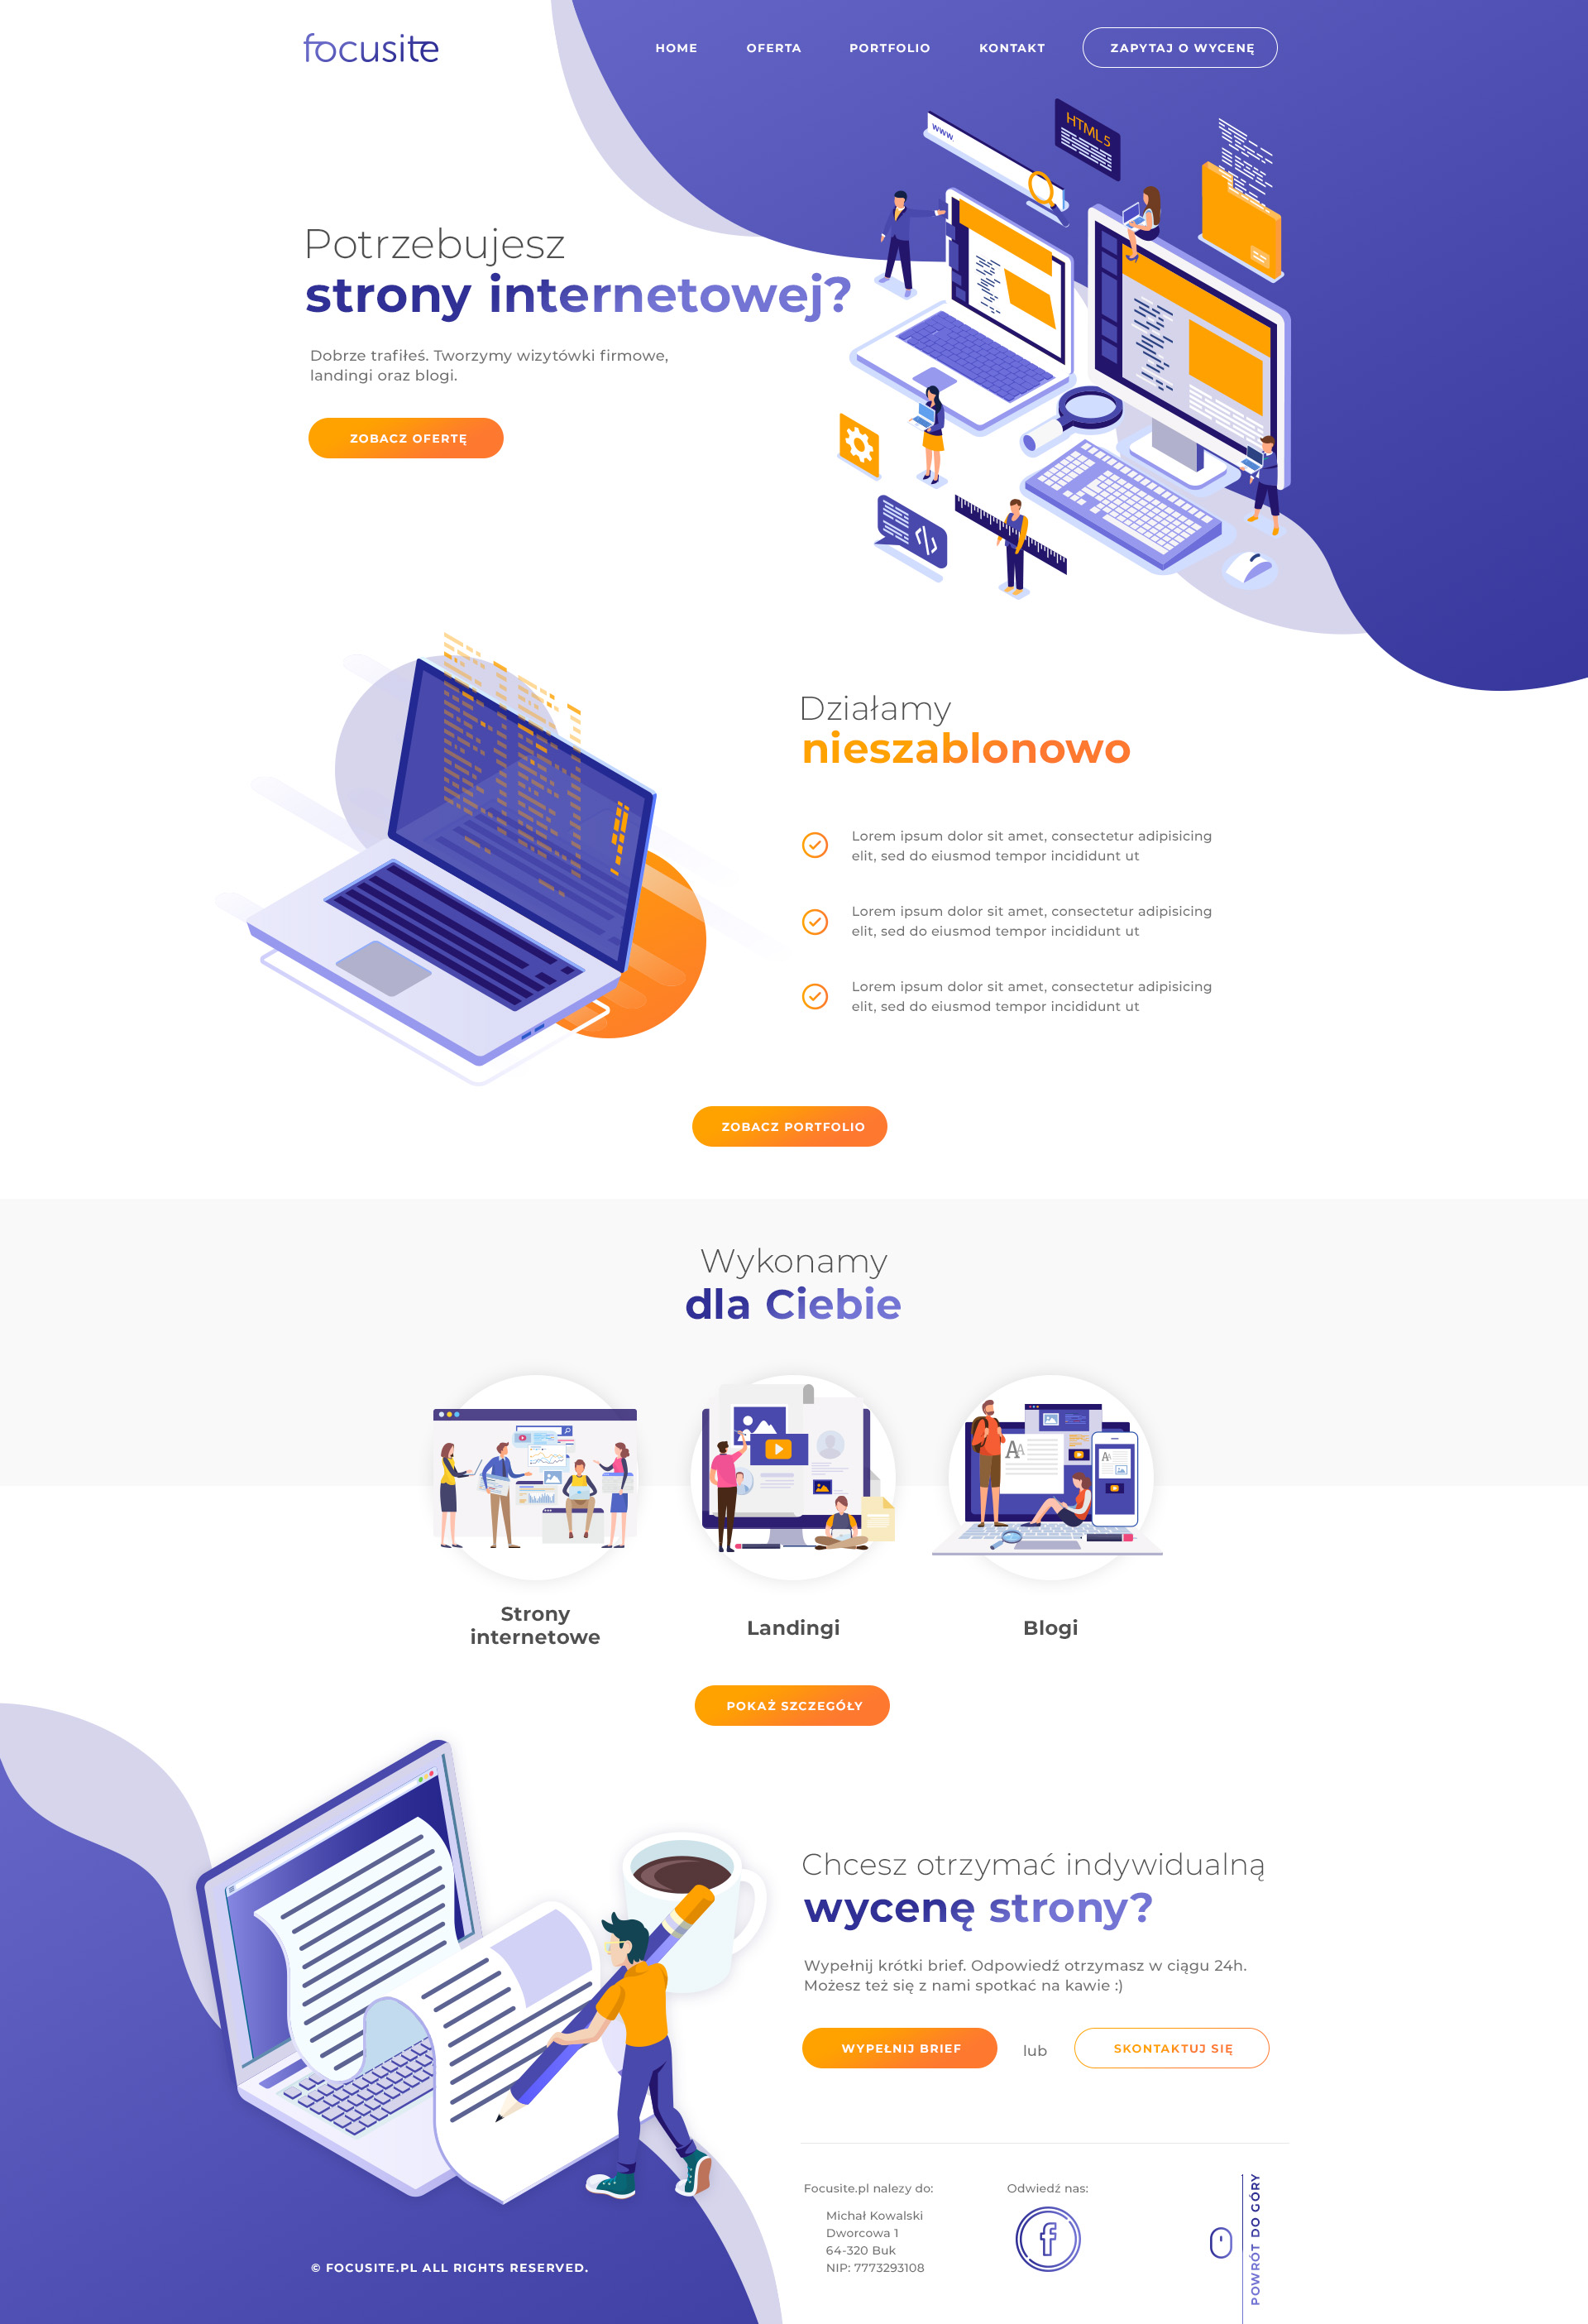 focusite
HOME OFERTA PORTFOLIO KONTAKT ZAPYTAJ O WYCENĘ
WWW.
HTML5
Potrzebujesz
strony internetowej?
Dobrze trafiłeś. Tworzymy wizytówki firmowe,
landingi oraz blogi.
ZOBACZ OFERTĘ
</>
Działamy
nieszablonowo
Lorem ipsum dolor sit amet, consectetur adipisicing
elit, sed do eiusmod tempor incididunt ut
Lorem ipsum dolor sit amet, consectetur adipisicing
elit, sed do eiusmod tempor incididunt ut
Lorem ipsum dolor sit amet, consectetur adipisicing
elit, sed do eiusmod tempor incididunt ut
ZOBACZ PORTFOLIO
Wykonamy
dla Ciebie
AA
AA
Strony
internetowe
Landingi
Blogi
POKAŻ SZCZEGÓŁY
Chcesz otrzymać indywidualną
wycenę strony?
Wypełnij krótki brief. Odpowiedź otrzymasz w ciągu 24h.
Możesz też się z nami spotkać na kawie :)
WYPEŁNIJ BRIEF lub SKONTAKTUJ SIĘ
Focusite.pl nalezy do:
Michał Kowalski
Dworcowa 1
64-320 Buk
NIP: 7773293108
Odwiedź nas:
f
POWRÓT DO GÓRY
© FOCUSITE.PL ALL RIGHTS RESERVED.